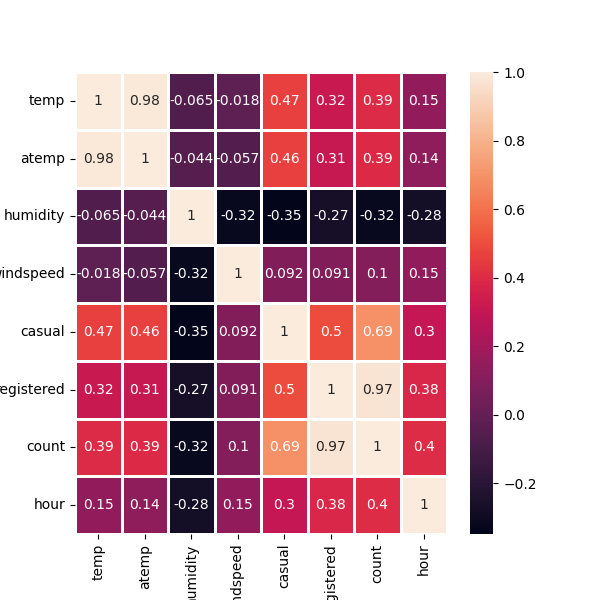 temp 1 0.98 -0.065 -0.018 0.47 0.32 0.39 0.15
atemp 0.98 1 -0.044 -0.057 0.46 0.31 0.39 0.14
humidity -0.065 -0.044 1 -0.32 -0.35 -0.27 -0.32 -0.28
indspeed -0.018 -0.057 -0.32 1 0.092 0.091 0.1 0.15
casual 0.47 0.46 -0.35 0.092 1 0.5 0.69 0.3
egistered 0.32 0.31 -0.27 0.091 0.5 1 0.97 0.38
count 0.39 0.39 -0.32 0.1 0.69 0.97 1 0.4
hour 0.15 0.14 -0.28 0.15 0.3 0.38 0.4 1
temp atemp umidity ndspeed casual gistered count hour
1.0
0.8
0.6
0.4
0.2
0.0
−0.2